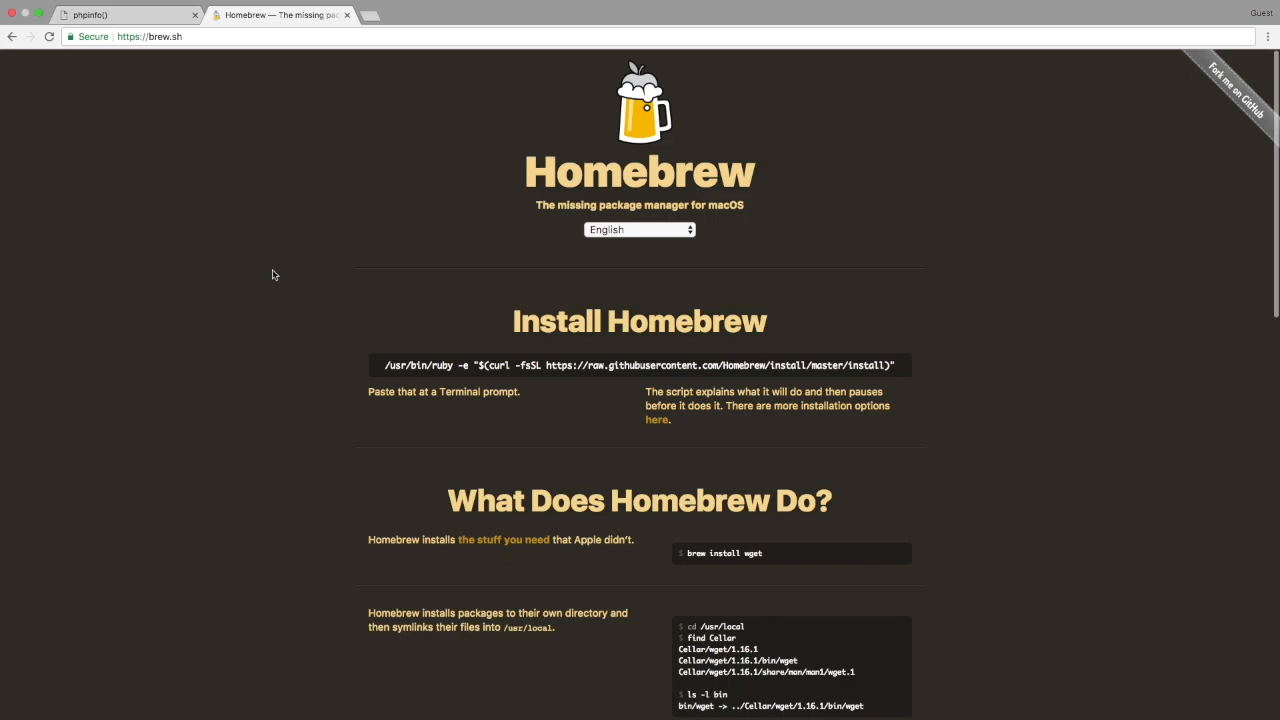 phpinfo()
Homebrew — The missing pac
Guest
Secure
https://brew.sh
Fork me on GitHub
Homebrew
The missing package manager for macOS
English
Install Homebrew
/usr/bin/ruby -e "$(curl -fsSL https://raw.githubusercontent.com/Homebrew/install/master/install)"
Paste that at a Terminal prompt.
The script explains what it will do and then pauses
before it does it. There are more installation options
here.
What Does Homebrew Do?
Homebrew installs the stuff you need that Apple didn't.
$ brew install wget
Homebrew installs packages to their own directory and
then symlinks their files into /usr/local.
$ cd /usr/local
$ find Cellar
Cellar/wget/1.16.1
Cellar/wget/1.16.1/bin/wget
Cellar/wget/1.16.1/share/man/man1/wget.1
$ ls -l bin
bin/wget -> ../Cellar/wget/1.16.1/bin/wget